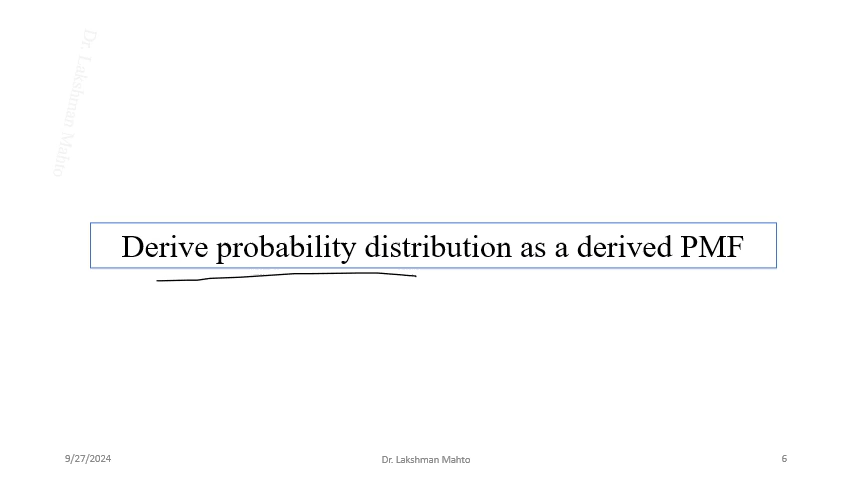 Dr. Lakshman Mahto
Derive probability distribution as a derived PMF
9/27/2024
Dr. Lakshman Mahto
6